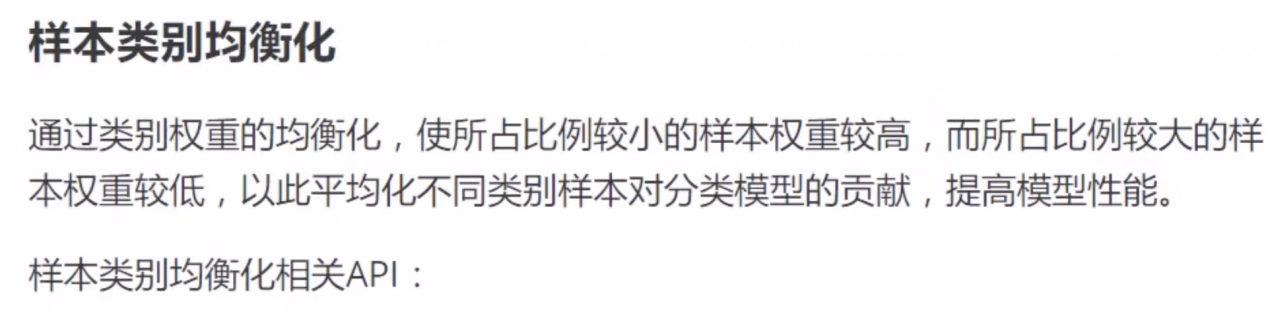 样本类别均衡化
通过类别权重的均衡化，使所占比例较小的样本权重较高，而所占比例较大的样
本权重较低，以此平均化不同类别样本对分类模型的贡献，提高模型性能。
样本类别均衡化相关API：